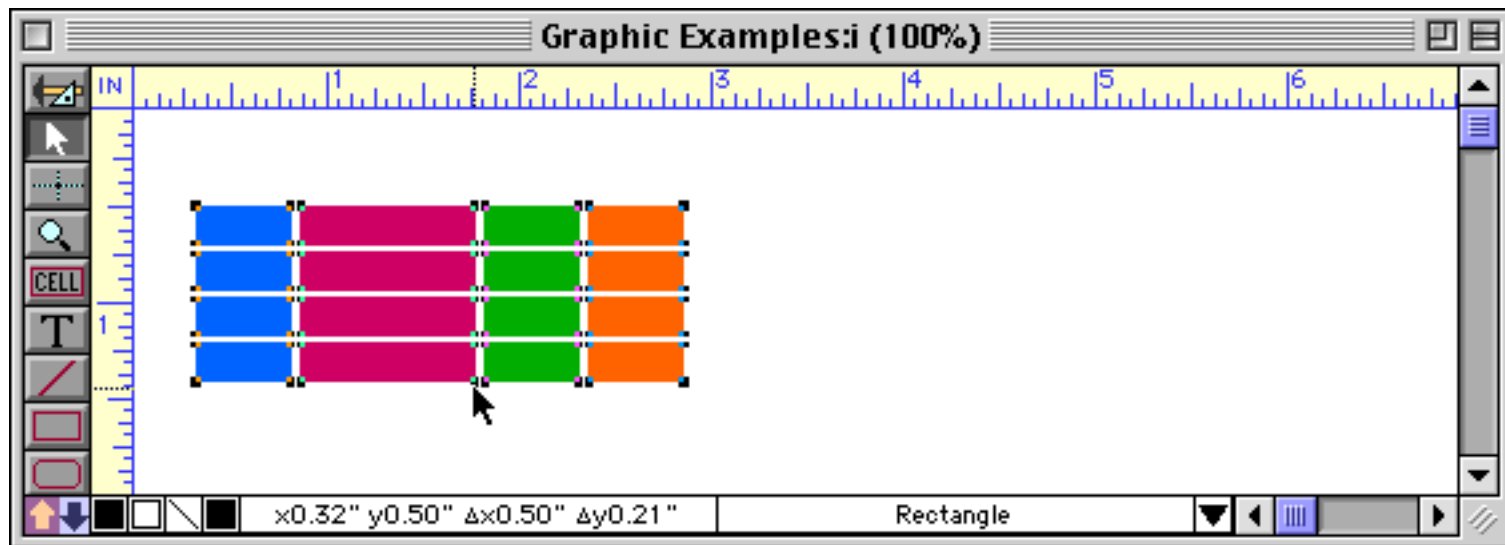 Graphic Examples:i (100%)
IN 1 2 3 4 5 6
CELL
T
1
x0.32" y0.50" Δx0.50" Δy0.21" Rectangle